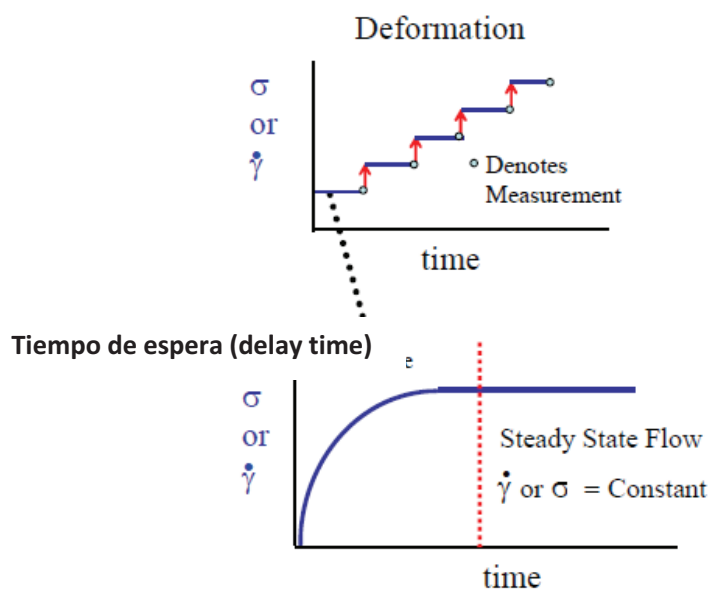 Deformation
σ
or
γ̇
Denotes
Measurement
time
Tiempo de espera (delay time)
e
σ
or
γ̇
Steady State Flow
γ̇ or σ = Constant
time